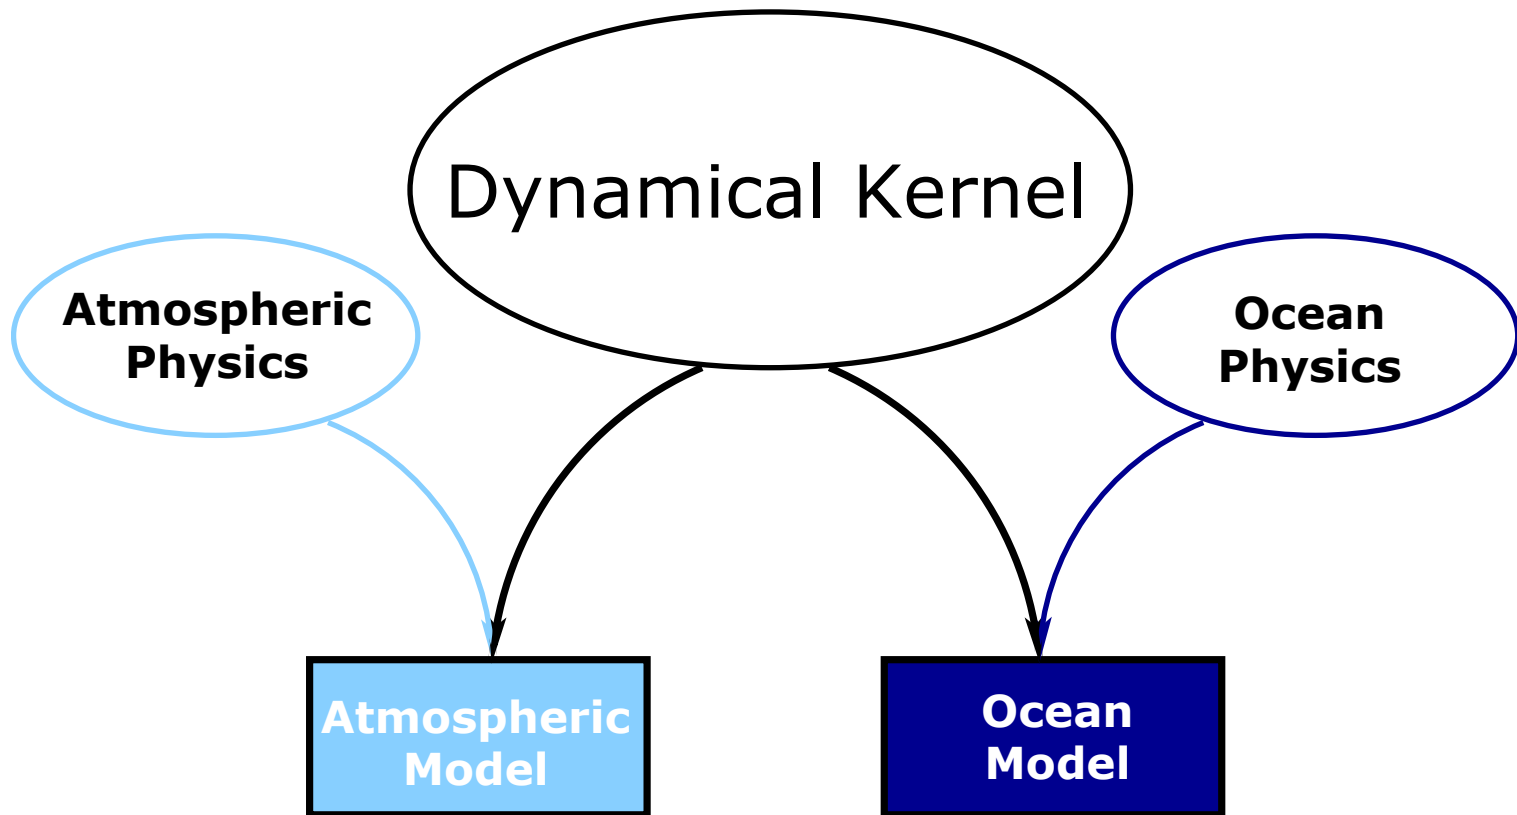 Dynamical Kernel
Atmospheric
Physics
Ocean
Physics
Atmospheric
Model
Ocean
Model